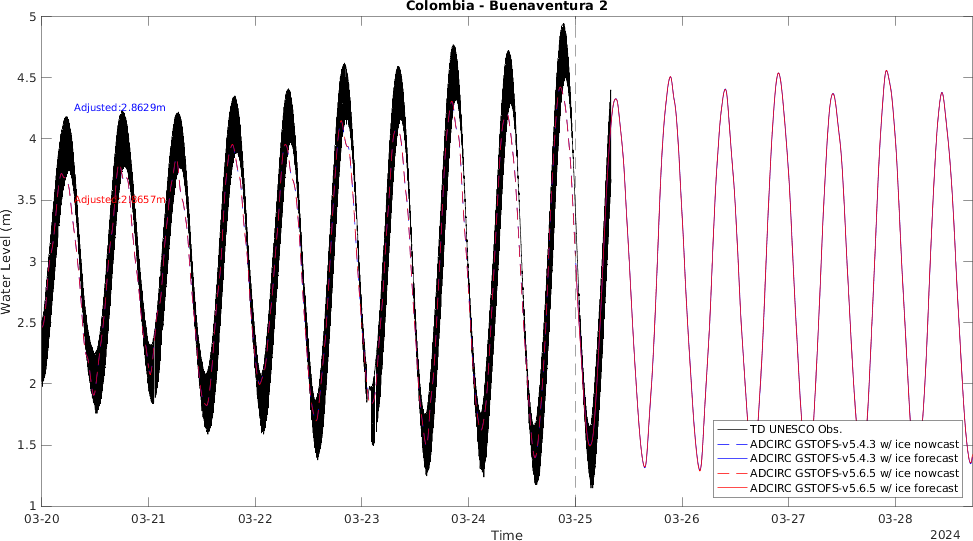 Colombia - Buenaventura 2
5
4.5
4
3.5
3
2.5
2
1.5
1
Water Level (m)
Adjusted:2.8629m
Adjusted:2.8657m
TD UNESCO Obs.
ADCIRC GSTOFS-v5.4.3 w/ ice nowcast
ADCIRC GSTOFS-v5.4.3 w/ ice forecast
ADCIRC GSTOFS-v5.6.5 w/ ice nowcast
ADCIRC GSTOFS-v5.6.5 w/ ice forecast
03-20 03-21 03-22 03-23 03-24 03-25 03-26 03-27 03-28
Time
2024